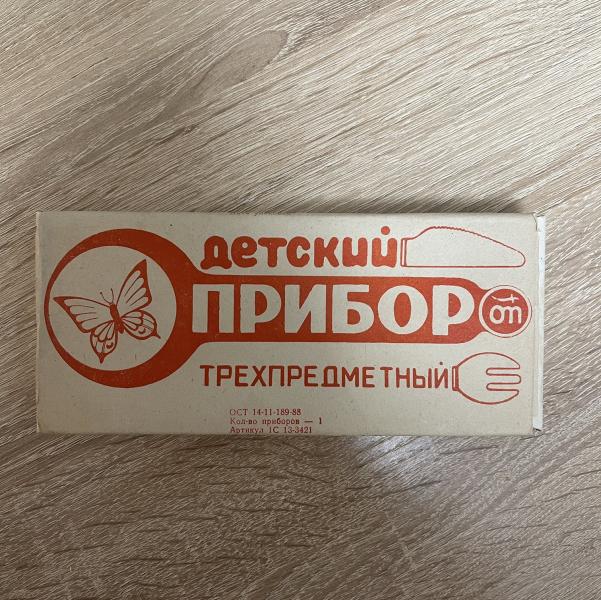 детский
ПРИБОР
ТРЕХПРЕДМЕТНЫЙ
ОСТ 14-11-189-88
Кол-во приборов — 1
Артикул 1С 13-3421